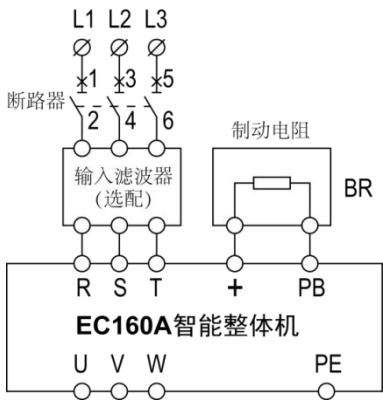 L1 L2 L3
1 3 5
断路器
2 4 6
制动电阻
输入滤波器
(选配)
BR
R S T + PB
EC160A智能整体机
U V W PE